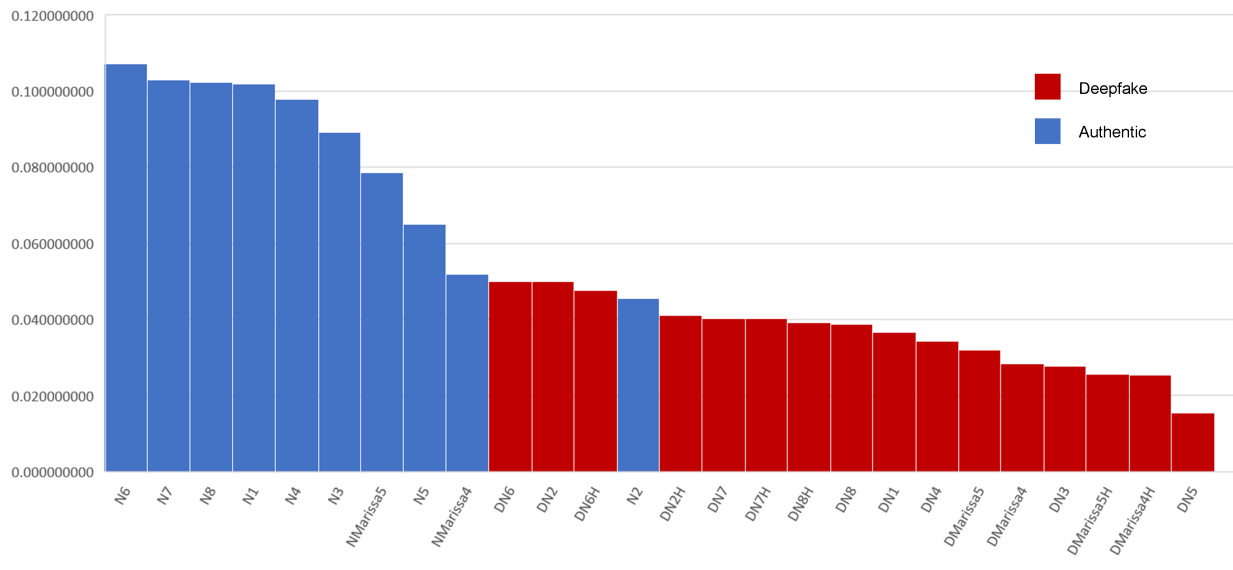 0.120000000
0.100000000
0.080000000
0.060000000
0.040000000
0.020000000
0.000000000
Deepfake
Authentic
N6
N7
N8
N1
N4
N3
NMarissa5
N5
NMarissa4
DN6
DN2
DN6H
N2
DN2H
DN7
DN7H
DN8H
DN8
DN1
DN4
DMarissa5
DMarissa4
DN3
DMarissa5H
DMarissa4H
DN5